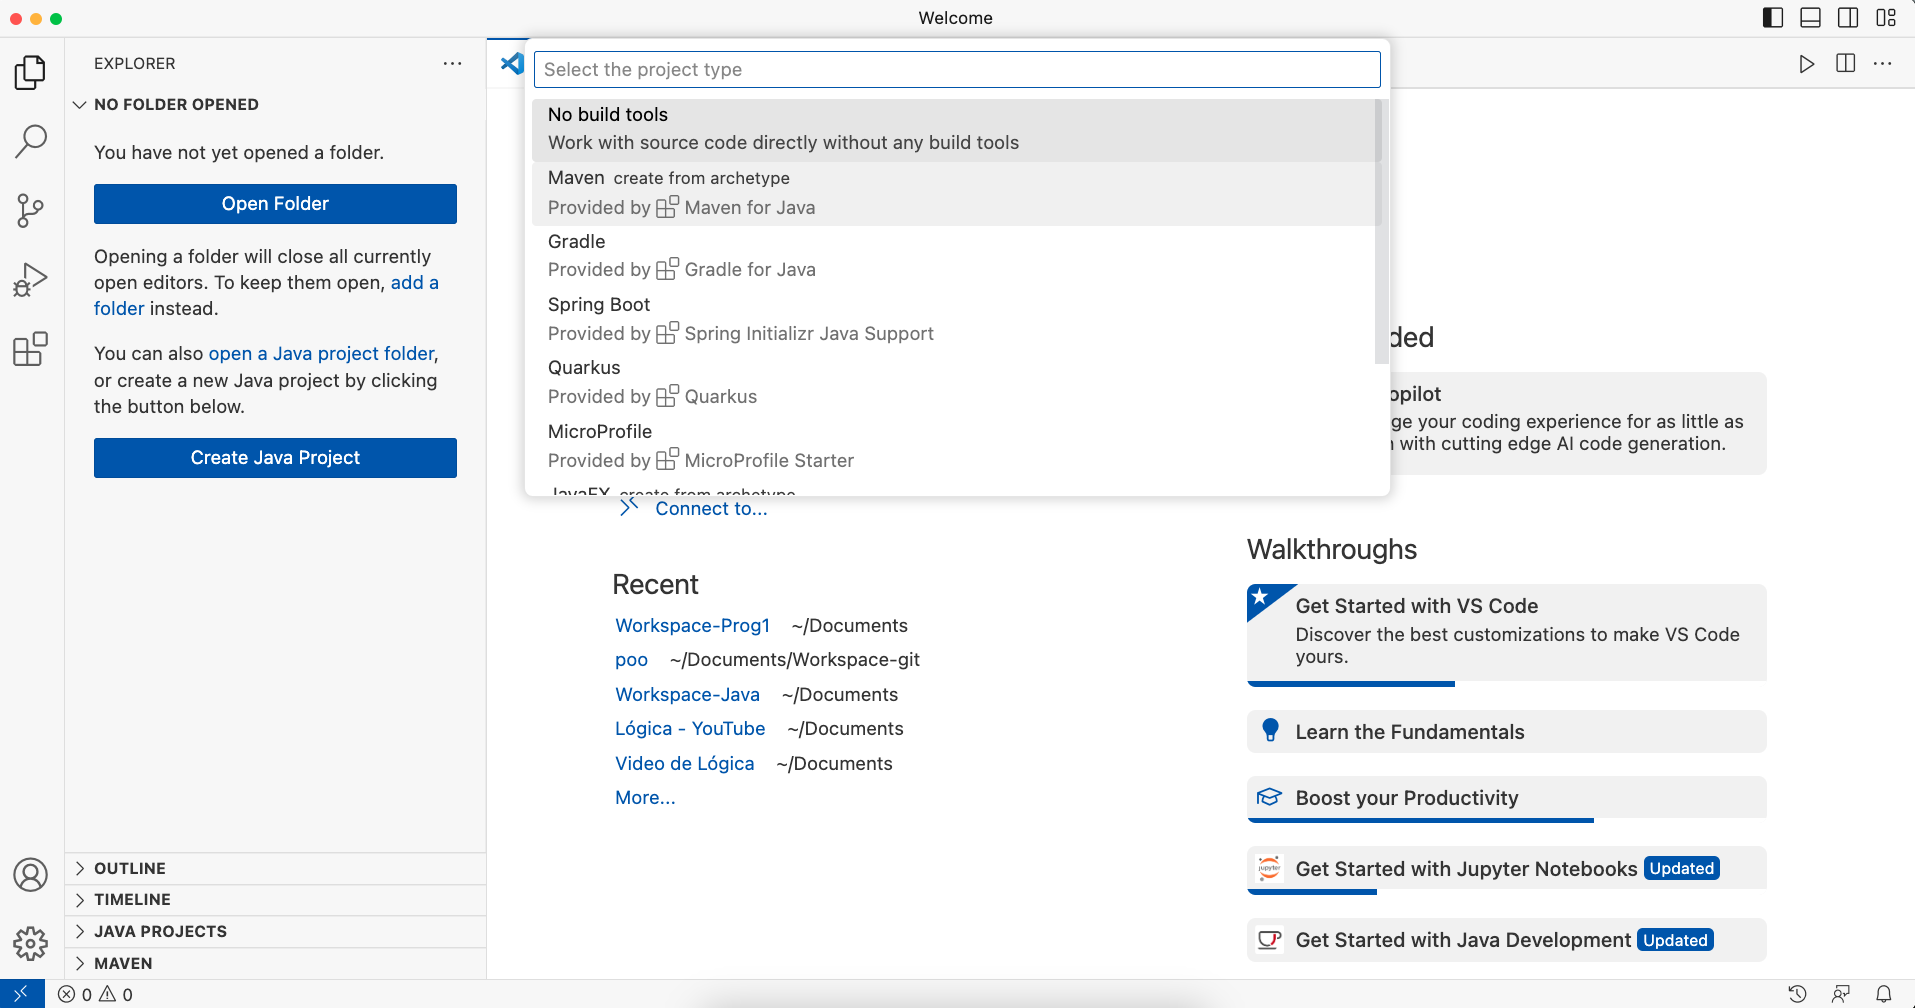 Welcome
EXPLORER
NO FOLDER OPENED
You have not yet opened a folder.
Open Folder
Opening a folder will close all currently
open editors. To keep them open, add a
folder instead.
You can also open a Java project folder,
or create a new Java project by clicking
the button below.
Create Java Project
OUTLINE
TIMELINE
JAVA PROJECTS
MAVEN
Select the project type
No build tools
Work with source code directly without any build tools
Maven create from archetype
Provided by Maven for Java
Gradle
Provided by Gradle for Java
Spring Boot
Provided by Spring Initializr Java Support
Quarkus
Provided by Quarkus
MicroProfile
Provided by MicroProfile Starter
JavaFX create from archetype
Connect to...
Recent
Workspace-Prog1 ~/Documents
poo ~/Documents/Workspace-git
Workspace-Java ~/Documents
Lógica - YouTube ~/Documents
Video de Lógica ~/Documents
More...
ded
opilot
ge your coding experience for as little as
with cutting edge AI code generation.
Walkthroughs
Get Started with VS Code
Discover the best customizations to make VS Code
yours.
Learn the Fundamentals
Boost your Productivity
jupyter
Get Started with Jupyter Notebooks Updated
Get Started with Java Development Updated
0 0